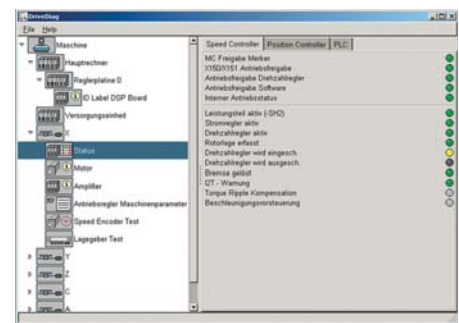 DriveDiag
File Help
Maschine
Hauptrechner
Reglerplatine 0
ID Label DSP Board
Versorgungseinheit
X
Status
Motor
Amplifier
Antriebsregler Maschinenparameter
Speed Encoder Test
Lagegeber Test
Y
Z
C
A
Speed Controller Position Controller PLC
MC Freigabe Merker
X150/X151 Antriebsfreigabe
Antriebsfreigabe Drehzahlregler
Antriebsfreigabe Software
Interner Antriebsstatus
Leistungsteil aktiv (-SH2)
Stromregler aktiv
Drehzahlregler aktiv
Rotorlage erfasst
Drehzahlregler wird eingesch.
Drehzahlregler wird ausgesch.
Bremse gelöst
I2T - Warnung
Torque Ripple Kompensation
Beschleunigungsvorsteuerung